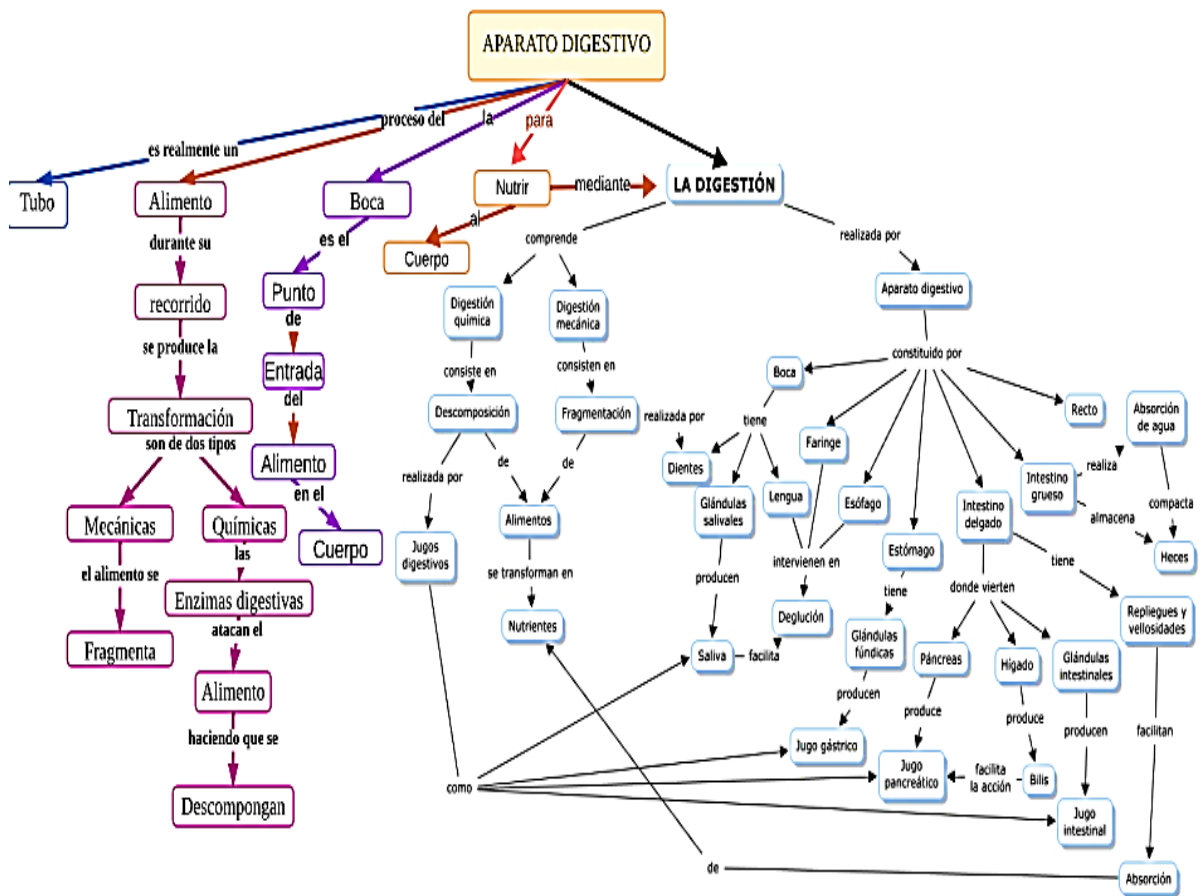 APARATO DIGESTIVO
proceso del
la
para
es realmente un
Tubo
Alimento
Boca
Nutrir
mediante
LA DIGESTIÓN
durante su
es el
al
Cuerpo
comprende
realizada por
recorrido
Punto
de
Digestión
química
Digestión
mecánica
Aparato digestivo
se produce la
Entrada
del
consiste en
consisten en
constituido por
Transformación
son de dos tipos
Alimento
en el
Cuerpo
Descomposición
Fragmentación
realizada por
Boca
tiene
Faringe
Recto
Absorción
de agua
Mecánicas
Químicas
realizada por
de
de
Dientes
Glándulas
salivales
Lengua
Esófago
Intestino
delgado
Intestino
grueso
realiza
almacena
compacta
Heces
el alimento se
las
Jugos
digestivos
Alimentos
Estómago
Enzimas digestivas
se transforman en
producen
intervienen en
tiene
donde vierten
tiene
Fragmenta
atacan el
Nutrientes
Saliva
facilita
Deglución
Glándulas
fúndicas
Páncreas
Hígado
Glándulas
intestinales
Repliegues y
vellosidades
Alimento
producen
produce
produce
producen
facilitan
haciendo que se
Jugo gástrico
Jugo
pancreático
facilita
la acción
Bilis
Descompongan
como
Jugo
intestinal
de
Absorción